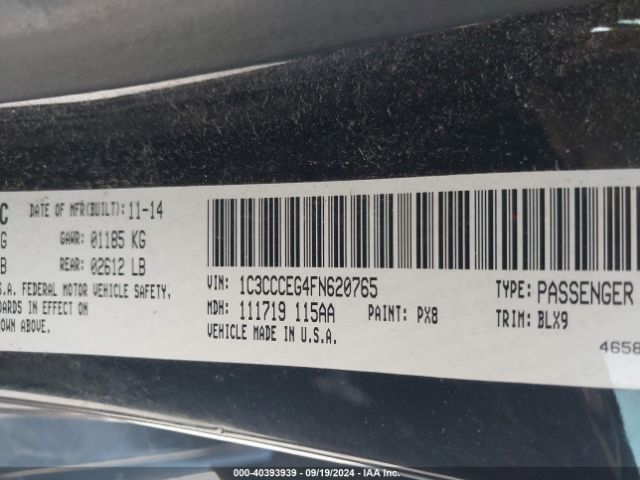 C DATE OF MFR(BUILT): 11-14
G GAWR: 01185 KG
B REAR: 02612 LB
S.A. FEDERAL MOTOR VEHICLE SAFETY,
DARDS IN EFFECT ON
OWN ABOVE.
VIN: 1C3CCCEG4FN620765
MDH: 111719 115AA PAINT: PX8
VEHICLE MADE IN U.S.A.
TYPE: PASSENGER
TRIM: BLX9
4658
000-40393939 - 09/19/2024 - IAA Inc.